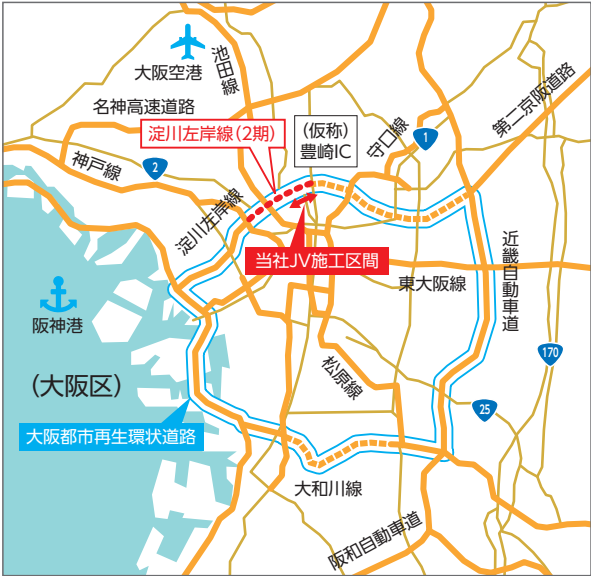 大阪空港
池田線
名神高速道路
淀川左岸線(2期)
(仮称)
豊崎IC
守口線
1
第二京阪道路
神戸線
2
淀川左岸線
当社JV施工区間
近畿自動車道
東大阪線
阪神港
(大阪区)
松原線
170
25
大阪都市再生環状道路
大和川線
阪和自動車道